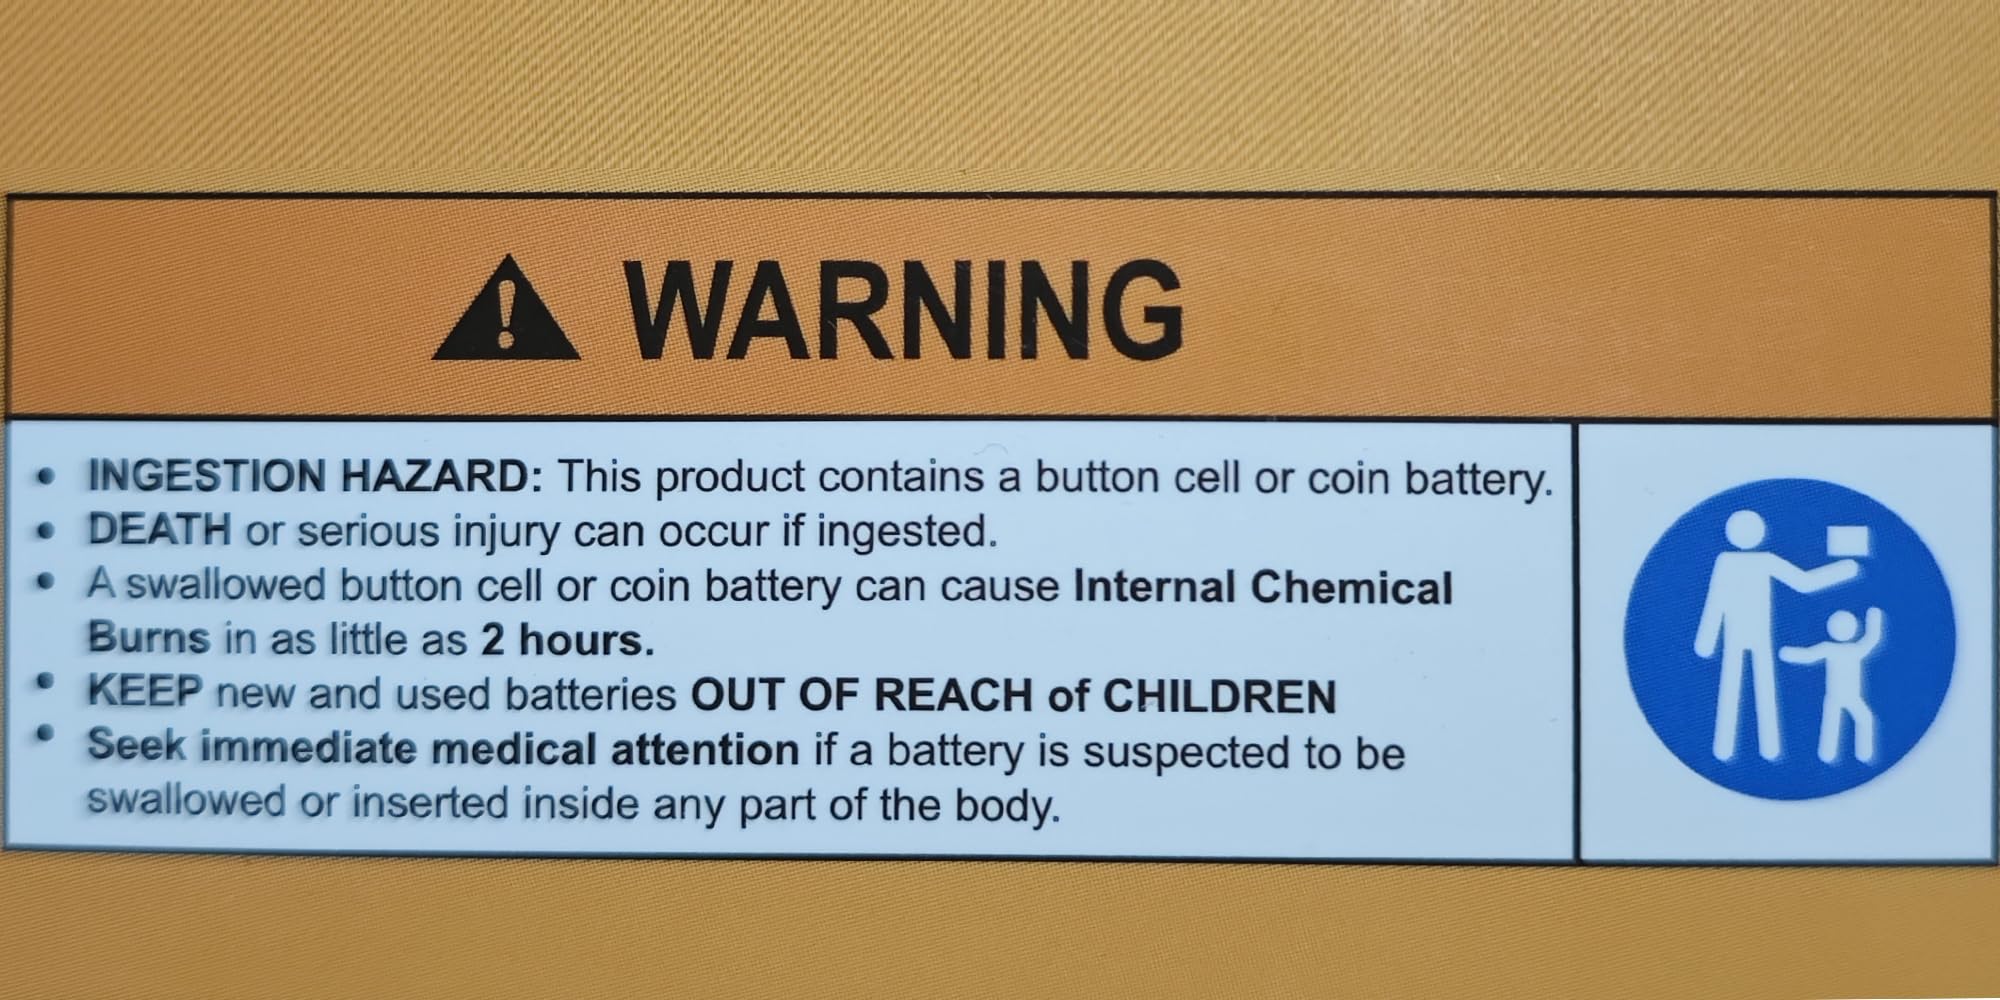 WARNING
• INGESTION HAZARD: This product contains a button cell or coin battery.
• DEATH or serious injury can occur if ingested.
• A swallowed button cell or coin battery can cause Internal Chemical
Burns in as little as 2 hours.
• KEEP new and used batteries OUT OF REACH of CHILDREN
• Seek immediate medical attention if a battery is suspected to be
swallowed or inserted inside any part of the body.